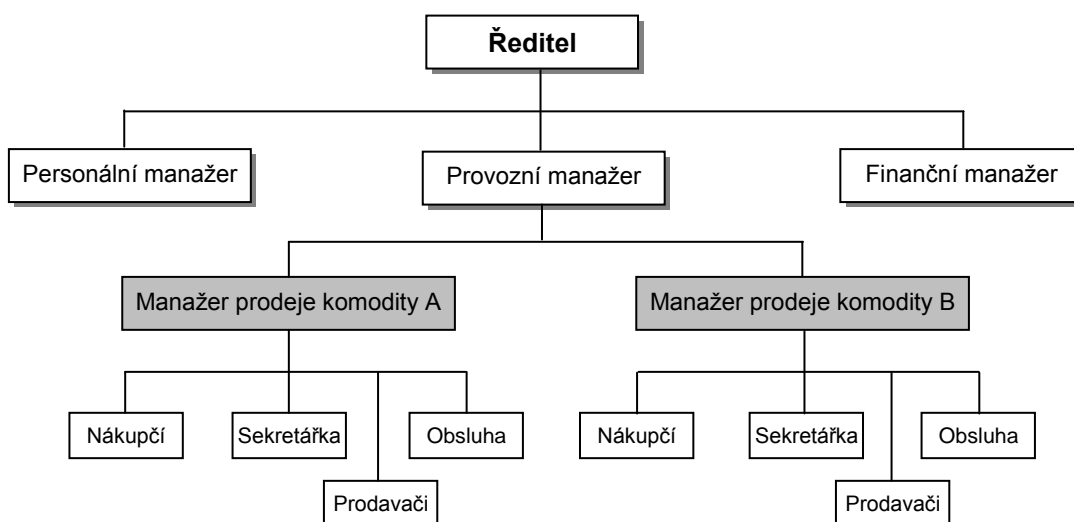 Ředitel
Personální manažer
Provozní manažer
Finanční manažer
Manažer prodeje komodity A
Manažer prodeje komodity B
Nákupčí
Sekretářka
Obsluha
Nákupčí
Sekretářka
Obsluha
Prodavači
Prodavači